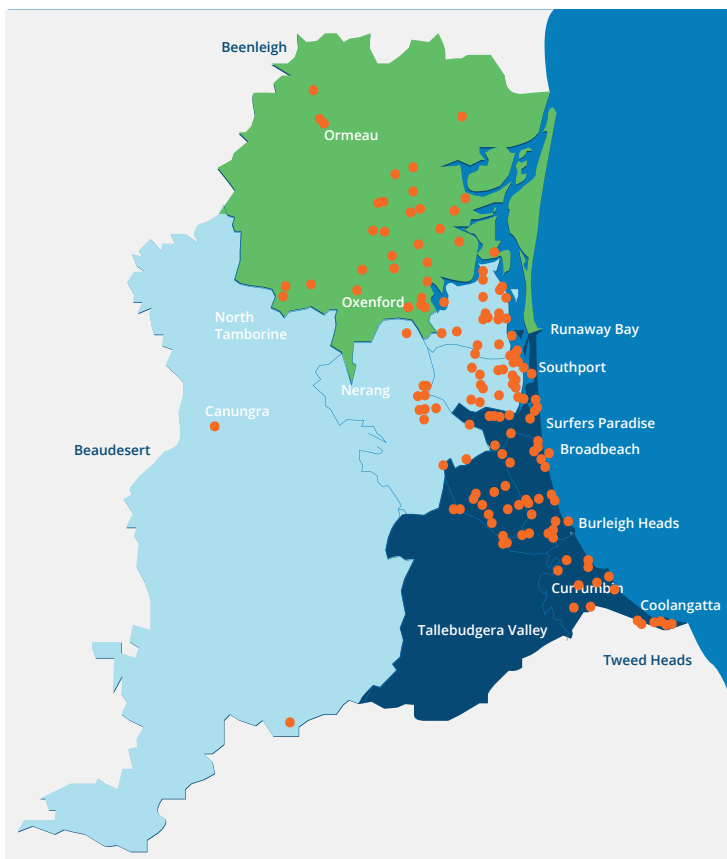 Beenleigh
Ormeau
Oxenford
North
Tamborine
Runaway Bay
Southport
Nerang
Canungra
Surfers Paradise
Beaudesert
Broadbeach
Burleigh Heads
Currumbin
Coolangatta
Tallebudgera Valley
Tweed Heads